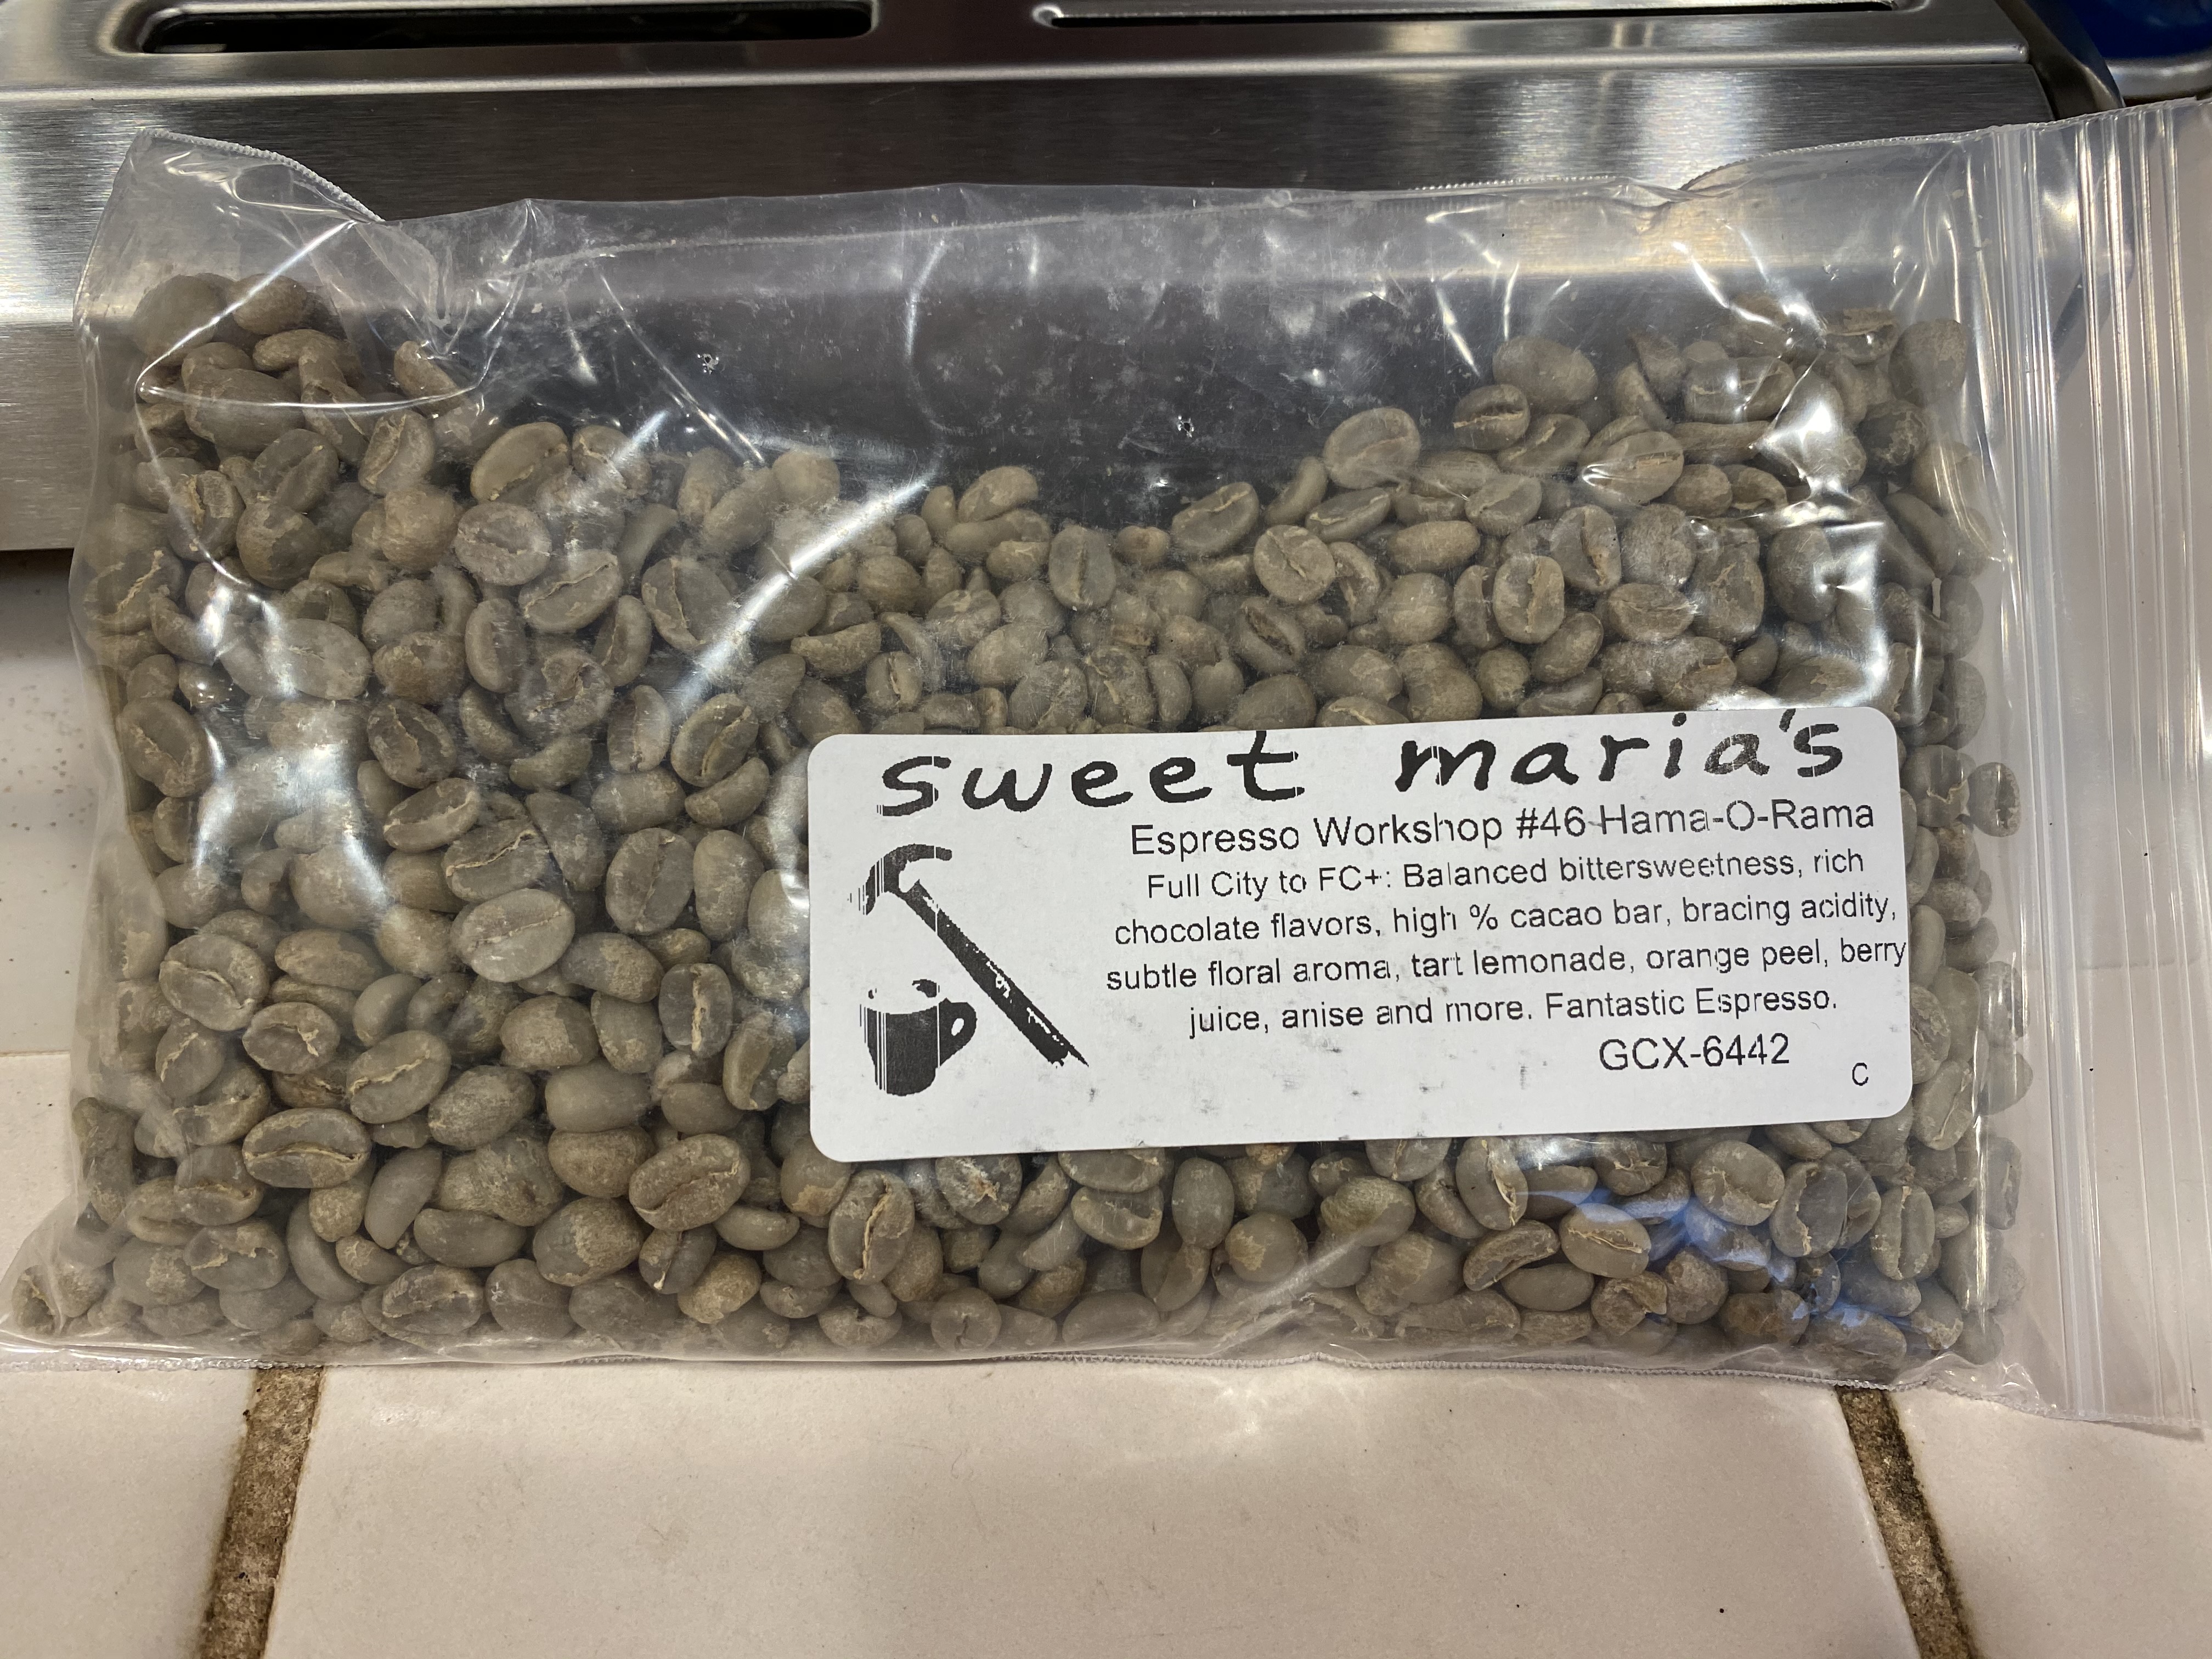 sweet maria's
Espresso Workshop #46 Hama-O-Rama
Full City to FC+: Balanced bittersweetness, rich
chocolate flavors, high % cacao bar, bracing acidity,
subtle floral aroma, tart lemonade, orange peel, berry
juice, anise and more. Fantastic Espresso.
GCX-6442
C